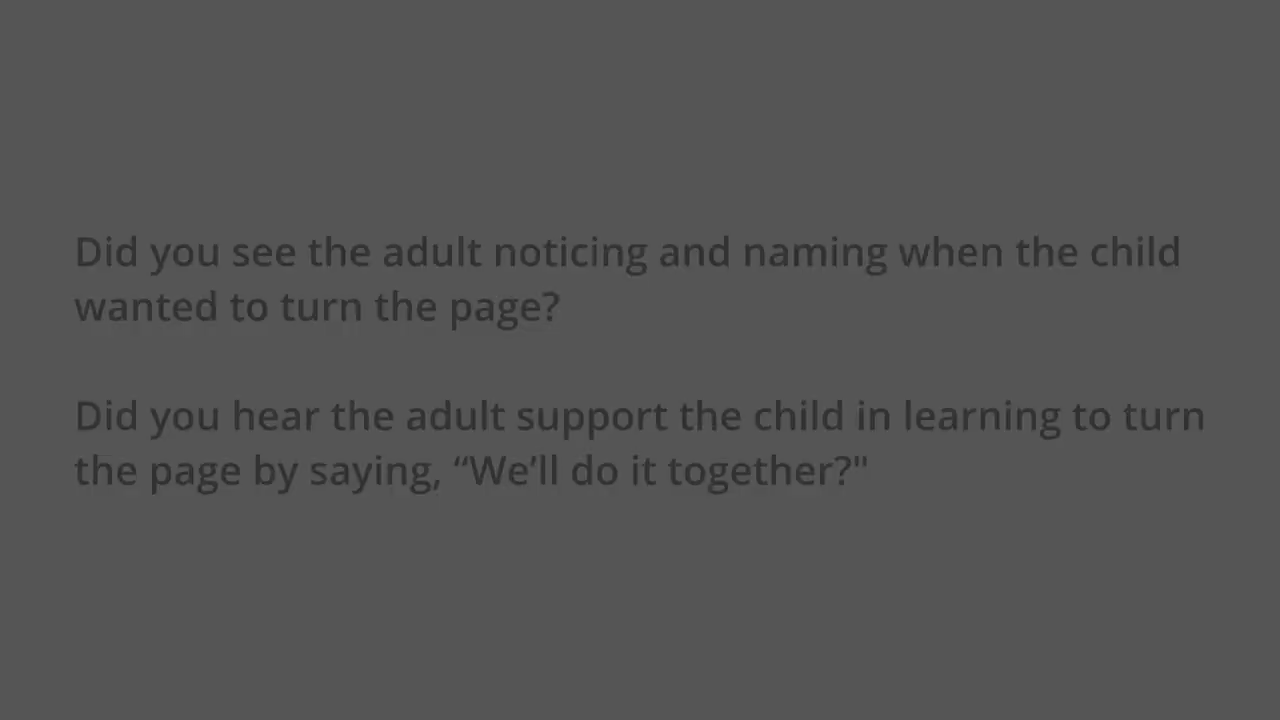 Did you see the adult noticing and naming when the child
wanted to turn the page?
Did you hear the adult support the child in learning to turn
the page by saying, “We’ll do it together?"